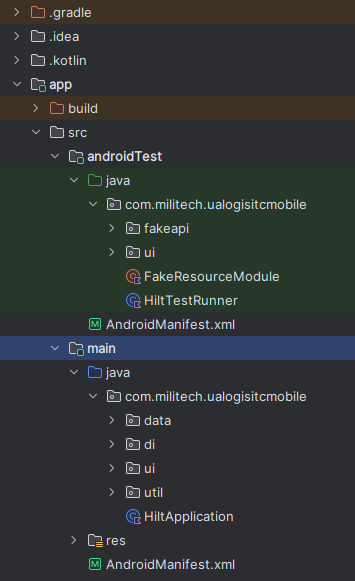 .gradle
.idea
.kotlin
app
build
src
androidTest
java
com.militech.ualogisitcmobile
fakeapi
ui
FakeResourceModule
HiltTestRunner
AndroidManifest.xml
main
java
com.militech.ualogisitcmobile
data
di
ui
util
HiltApplication
res
AndroidManifest.xml